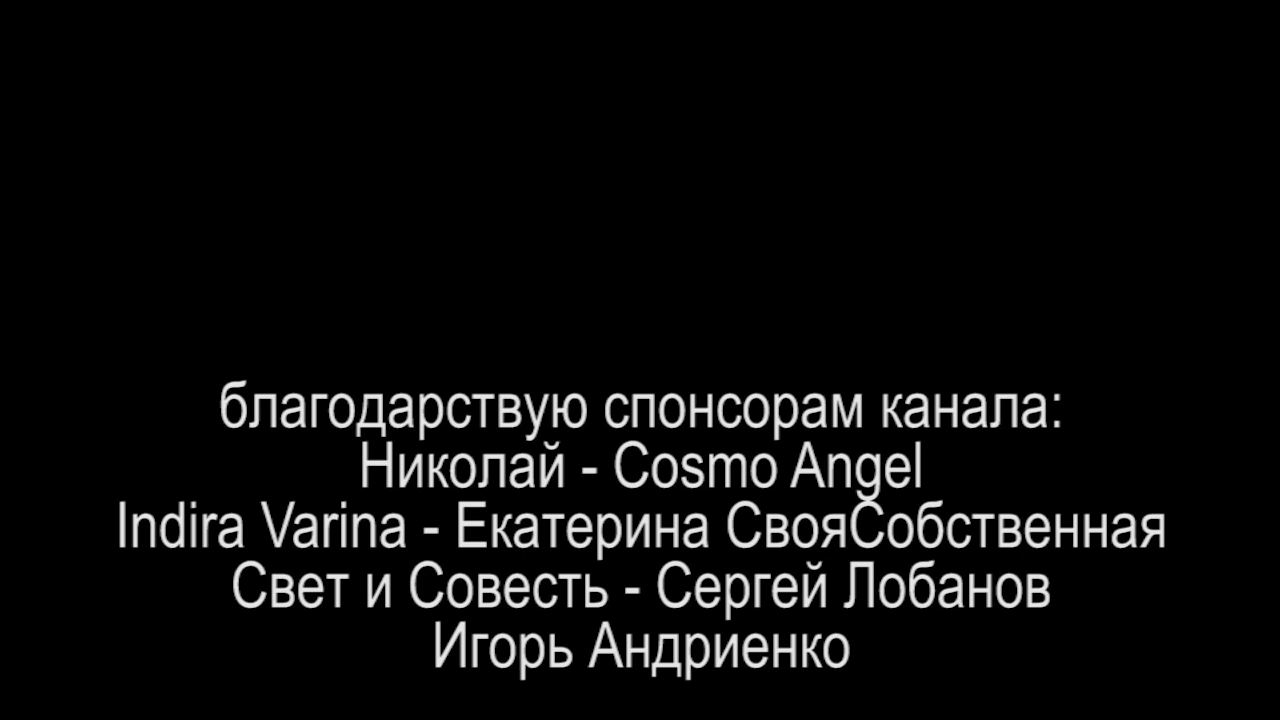 благодарствую спонсорам канала:
Николай - Cosmo Angel
Indira Varina - Екатерина СвояСобственная
Свет и Совесть - Сергей Лобанов
Игорь Андриенко